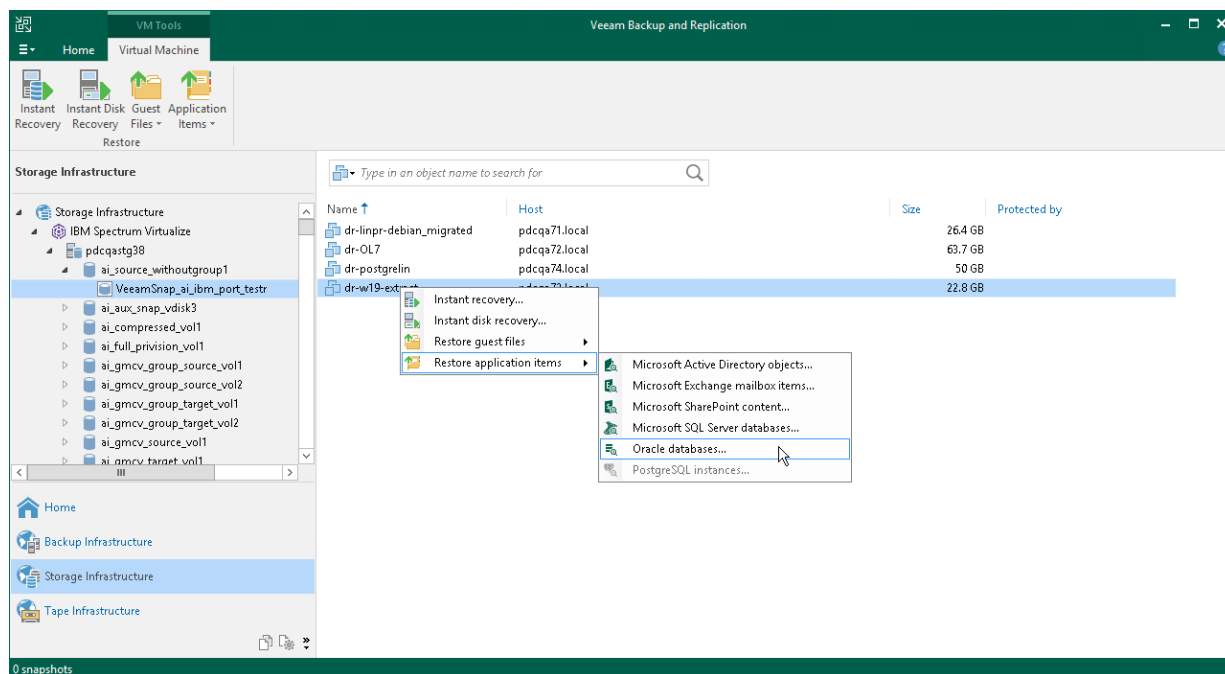 VM Tools
Veeam Backup and Replication
Home
Virtual Machine
Instant Recovery
Instant Disk Recovery
Guest Files
Application Items
Restore
Storage Infrastructure
Type in an object name to search for
Storage Infrastructure
IBM Spectrum Virtualize
pdcqastg38
ai_source_withoutgroup1
VeeamSnap_ai_ibm_port_testr
ai_aux_snap_vdisk3
ai_compressed_vol1
ai_full_privision_vol1
ai_gmcv_group_source_vol1
ai_gmcv_group_source_vol2
ai_gmcv_group_target_vol1
ai_gmcv_group_target_vol2
ai_gmcv_source_vol1
ai_gmcv_target_vol1
Name Host Size Protected by
dr-linpr-debian_migrated pdcqa71.local 26.4 GB
dr-OL7 pdcqa72.local 63.7 GB
dr-postgrelin pdcqa74.local 50 GB
dr-w19-extract 22.8 GB
Instant recovery...
Instant disk recovery...
Restore guest files
Restore application items
Microsoft Active Directory objects...
Microsoft Exchange mailbox items...
Microsoft SharePoint content...
Microsoft SQL Server databases...
Oracle databases...
PostgreSQL instances...
Home
Backup Infrastructure
Storage Infrastructure
Tape Infrastructure
0 snapshots